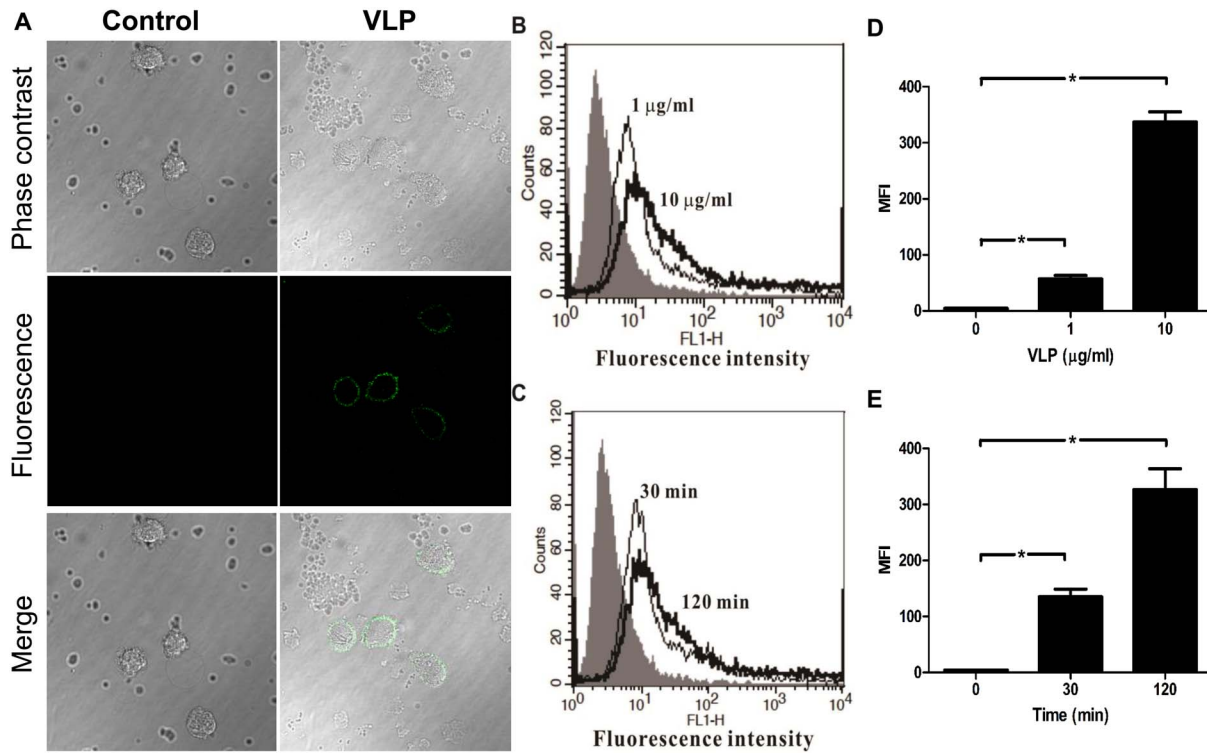 A
Control
VLP
Phase contrast
Fluorescence
Merge
B
120
100
80
60
40
20
0
Counts
1 μg/ml
10 μg/ml
10^0 10^1 10^2 10^3 10^4
FL1-H
Fluorescence intensity
C
120
100
80
60
40
20
0
Counts
30 min
120 min
10^0 10^1 10^2 10^3 10^4
FL1-H
Fluorescence intensity
D
400
300
200
100
0
MFI
*
*
0 1 10
VLP (μg/ml)
E
400
300
200
100
0
MFI
*
*
0 30 120
Time (min)